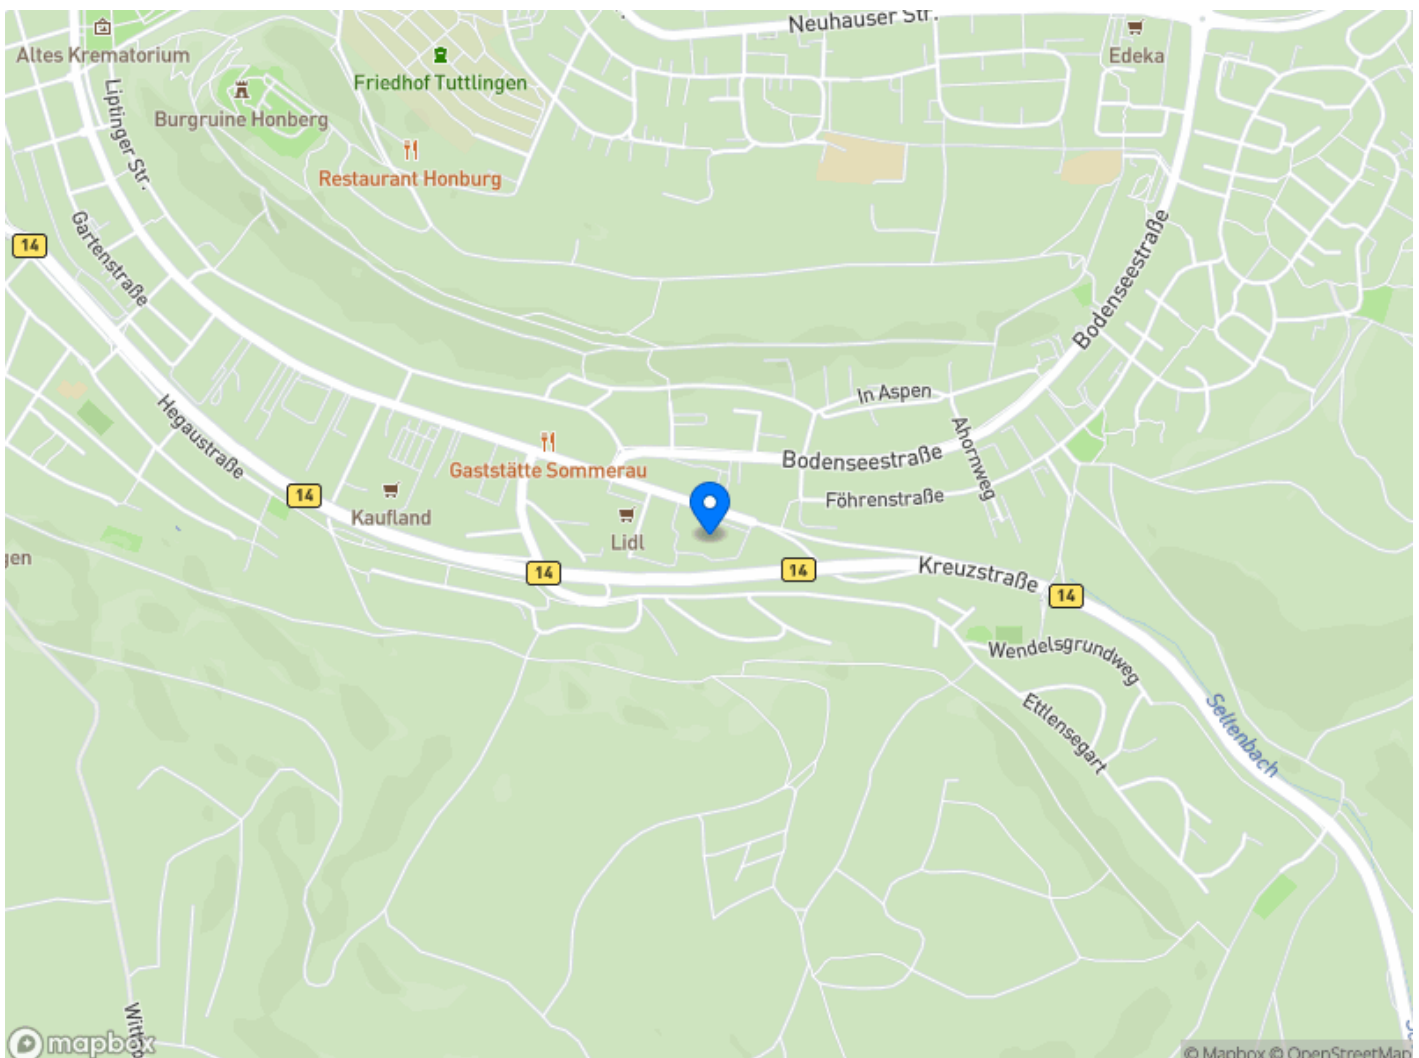 Neuhauser Str.
Edeka
Altes Krematorium
Friedhof Tuttlingen
Liptinger Str.
Burgruine Honberg
Restaurant Honburg
14
Gartenstraße
Bodenseestraße
In Aspen
Hegaustraße
Ahornweg
Gaststätte Sommerau
Bodenseestraße
14
Föhrenstraße
Kaufland
Lidl
gen
14
14
Kreuzstraße
14
Wendelsgrundweg
Ettlensegart
Seltenbach
mapbox
© Mapbox © OpenStreetMap